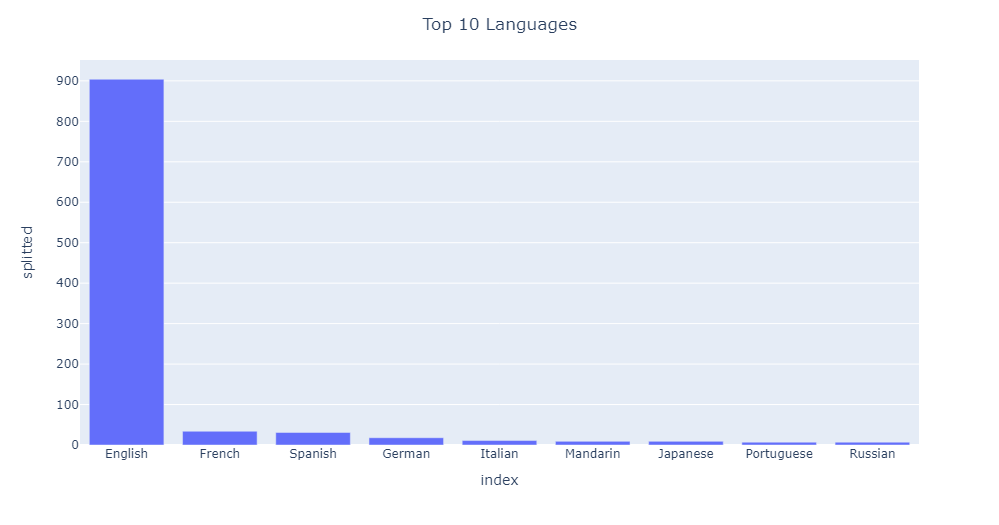 Top 10 Languages
splitted
900
800
700
600
500
400
300
200
100
0
English French Spanish German Italian Mandarin Japanese Portuguese Russian
index